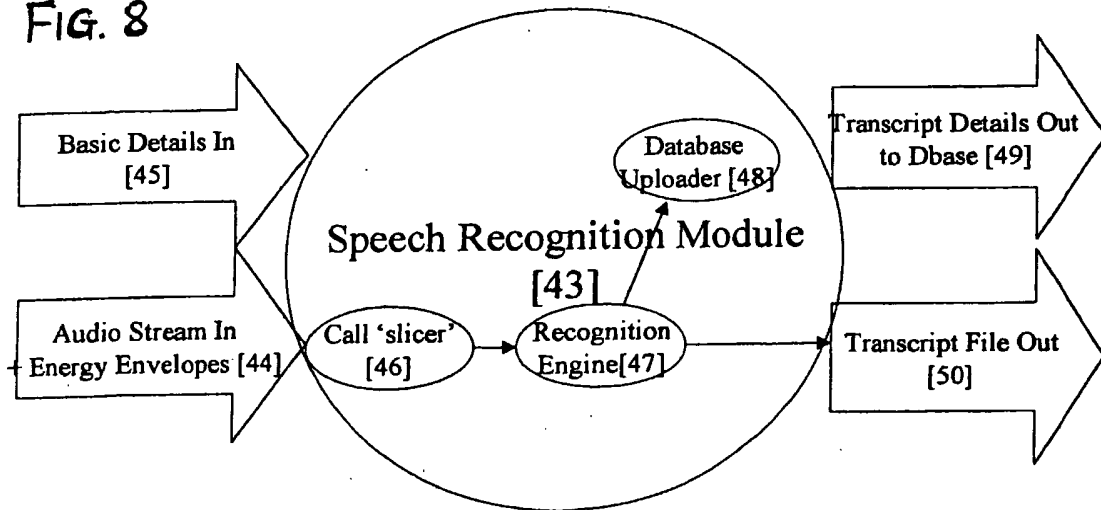 FIG. 8
Basic Details In
[45]
Audio Stream In
+ Energy Envelopes [44]
Speech Recognition Module
[43]
Call 'slicer'
[46]
Recognition
Engine[47]
Database
Uploader [48]
Transcript Details Out
to Dbase [49]
Transcript File Out
[50]